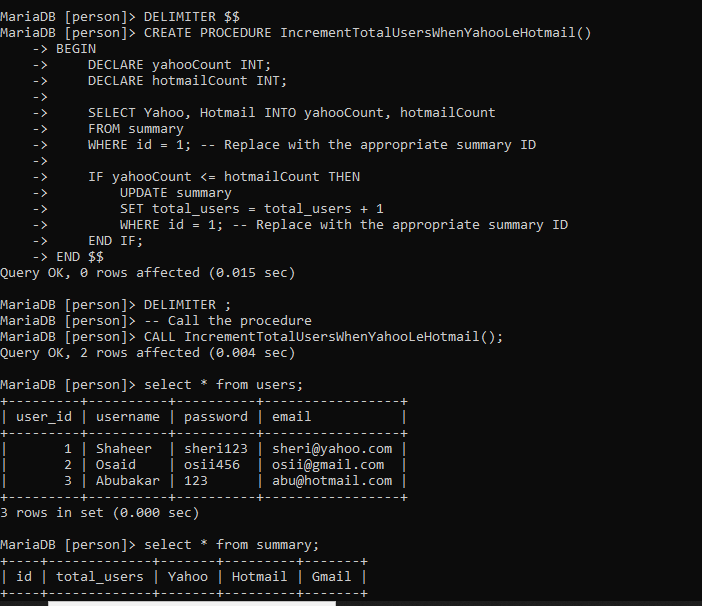 MariaDB [person]> DELIMITER $$
MariaDB [person]> CREATE PROCEDURE IncrementTotalUsersWhenYahooLeHotmail()
    -> BEGIN
    ->     DECLARE yahooCount INT;
    ->     DECLARE hotmailCount INT;
    ->
    ->     SELECT Yahoo, Hotmail INTO yahooCount, hotmailCount
    ->     FROM summary
    ->     WHERE id = 1; -- Replace with the appropriate summary ID
    ->
    ->     IF yahooCount <= hotmailCount THEN
    ->         UPDATE summary
    ->         SET total_users = total_users + 1
    ->         WHERE id = 1; -- Replace with the appropriate summary ID
    ->     END IF;
    -> END $$
Query OK, 0 rows affected (0.015 sec)

MariaDB [person]> DELIMITER ;
MariaDB [person]> -- Call the procedure
MariaDB [person]> CALL IncrementTotalUsersWhenYahooLeHotmail();
Query OK, 2 rows affected (0.004 sec)

MariaDB [person]> select * from users;
+---------+----------+----------+-----------------+
| user_id | username | password | email           |
+---------+----------+----------+-----------------+
|       1 | Shaheer  | sheri123 | sheri@yahoo.com |
|       2 | Osaid    | osii456  | osii@gmail.com  |
|       3 | Abubakar | 123      | abu@hotmail.com |
+---------+----------+----------+-----------------+
3 rows in set (0.000 sec)

MariaDB [person]> select * from summary;
+----+-------------+-------+---------+-------+
| id | total_users | Yahoo | Hotmail | Gmail |
+----+-------------+-------+---------+-------+